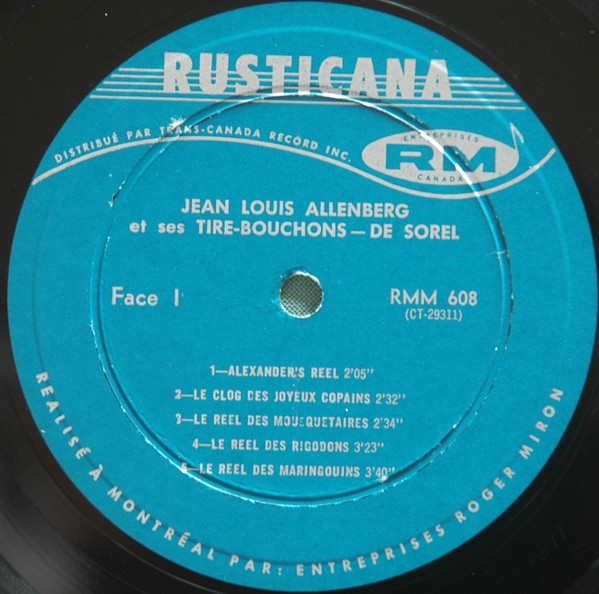 RUSTICANA
DISTRIBUÉ PAR TRANS-CANADA RECORD INC.
ENTREPRISES
RM
CANADA
JEAN LOUIS ALLENBERG
et ses TIRE-BOUCHONS — DE SOREL
Face 1
RMM 608
(CT-29311)
1—ALEXANDER'S REEL 2'05"
2—LE CLOG DES JOYEUX COPAINS 2'32"
3—LE REEL DES MOUSQUETAIRES 2'34"
4—LE REEL DES RIGODONS 3'23"
5—LE REEL DES MARINGOUINS 3'40"
REALISÉ À MONTRÉAL PAR: ENTREPRISES ROGER MIRON